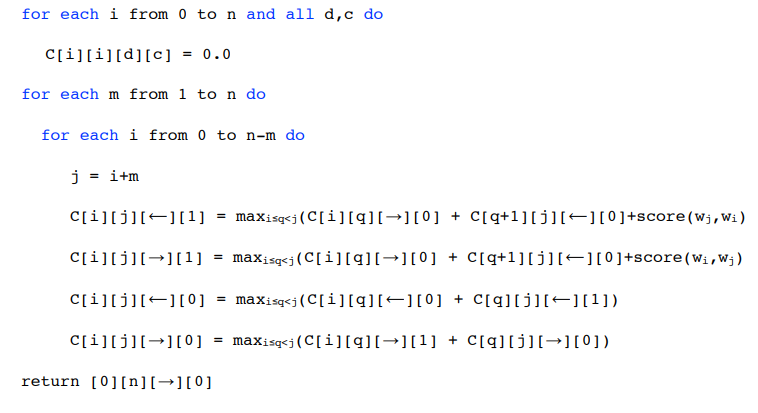 for each i from 0 to n and all d,c do
C[i][i][d][c] = 0.0
for each m from 1 to n do
for each i from 0 to n-m do
j = i+m
C[i][j][←][1] = maxi≤q<j(C[i][q][→][0] + C[q+1][j][←][0]+score(wj,wi)
C[i][j][→][1] = maxi≤q<j(C[i][q][→][0] + C[q+1][j][←][0]+score(wi,wj)
C[i][j][←][0] = maxi≤q<j(C[i][q][←][0] + C[q][j][←][1])
C[i][j][→][0] = maxi≤q<j(C[i][q][→][1] + C[q][j][→][0])
return [0][n][→][0]